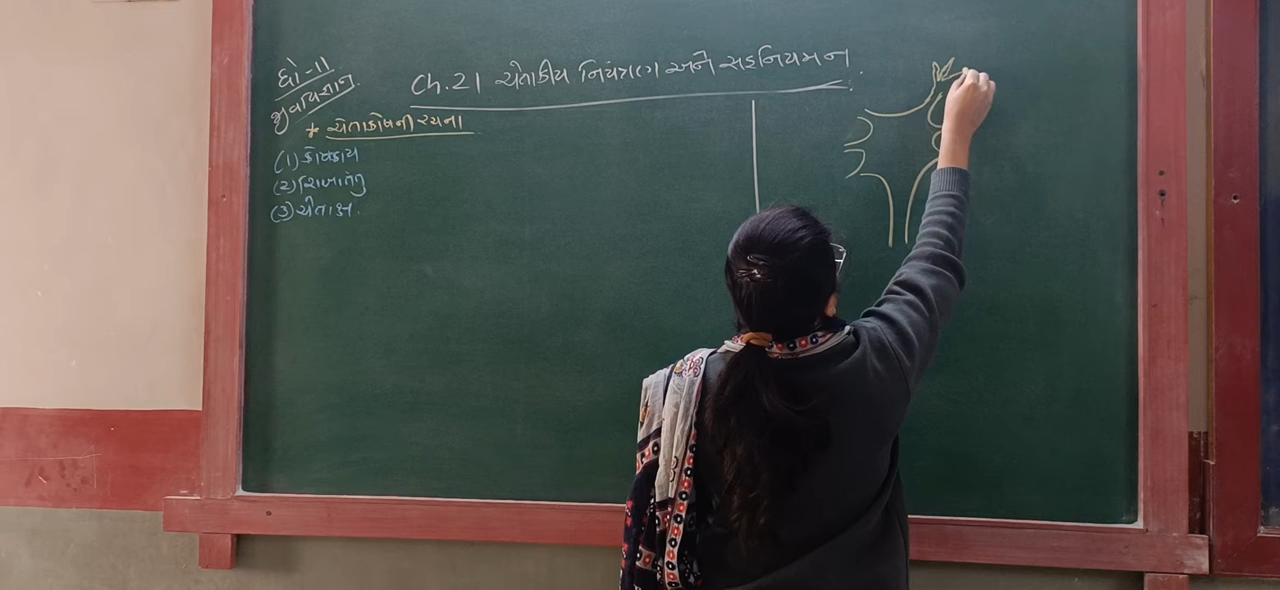 ધો-11
જીવવિજ્ઞાન
Ch.21 ચેતાકીય નિયંત્રણ અને સહનિયમન.
* ચેતાકોષની રચના
(1) કોષકાય
(2) શિખાતંતુ
(3) ચેતાક્ષ.